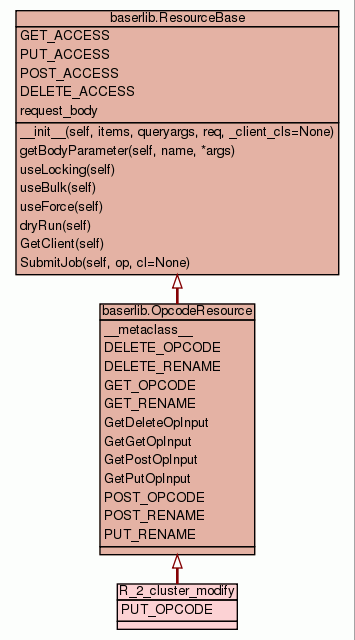 baserlib.ResourceBase
GET_ACCESS
PUT_ACCESS
POST_ACCESS
DELETE_ACCESS
request_body
__init__(self, items, queryargs, req, _client_cls=None)
getBodyParameter(self, name, *args)
useLocking(self)
useBulk(self)
useForce(self)
dryRun(self)
GetClient(self)
SubmitJob(self, op, cl=None)
baserlib.OpcodeResource
__metaclass__
DELETE_OPCODE
DELETE_RENAME
GET_OPCODE
GET_RENAME
GetDeleteOpInput
GetGetOpInput
GetPostOpInput
GetPutOpInput
POST_OPCODE
POST_RENAME
PUT_RENAME
R_2_cluster_modify
PUT_OPCODE